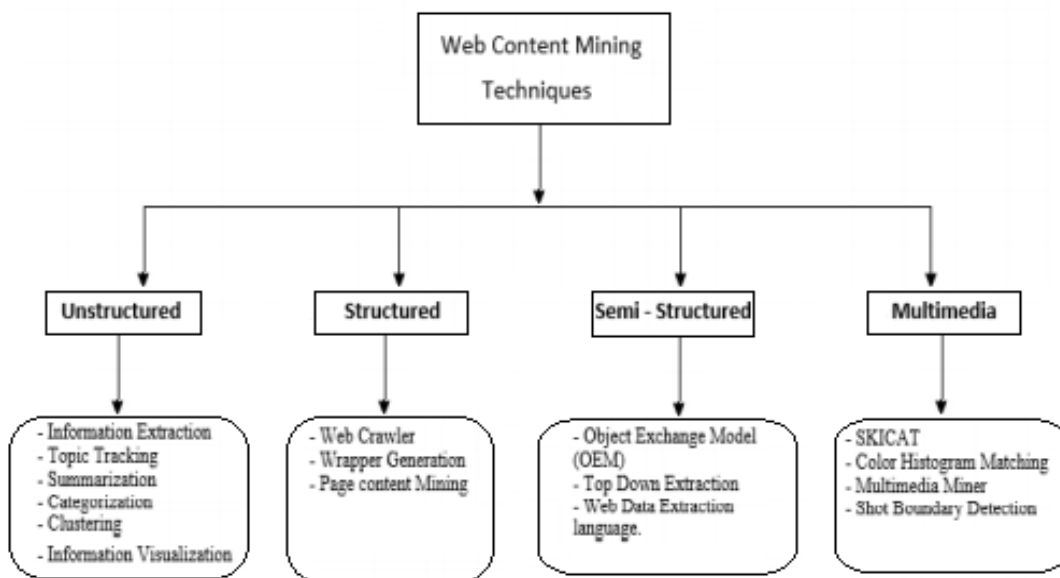 Web Content Mining
Techniques
Unstructured
Structured
Semi - Structured
Multimedia
- Information Extraction
- Topic Tracking
- Summarization
- Categorization
- Clustering
- Information Visualization
- Web Crawler
- Wrapper Generation
- Page content Mining
- Object Exchange Model
(OEM)
- Top Down Extraction
- Web Data Extraction
language.
- SKICAT
- Color Histogram Matching
- Multimedia Miner
- Shot Boundary Detection